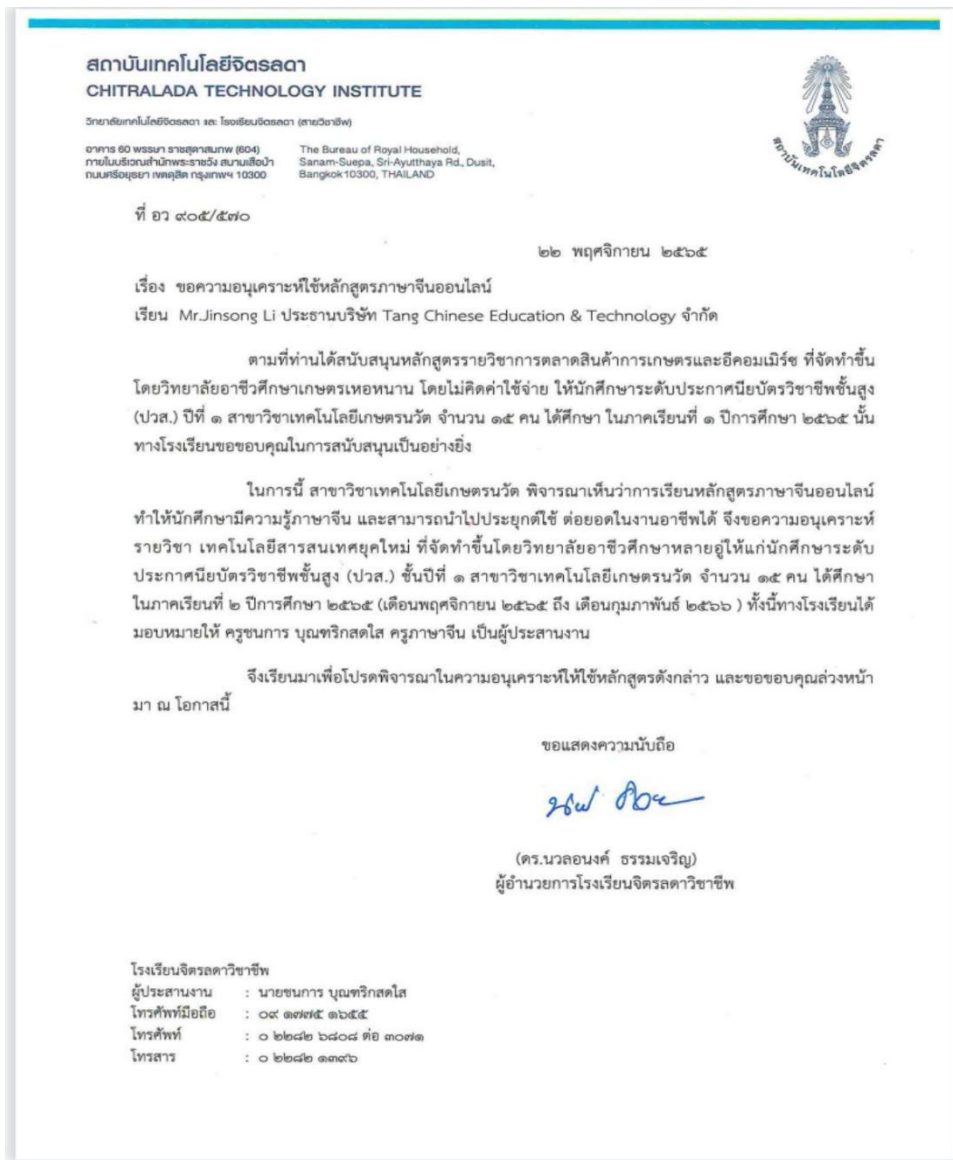 สถาบันเทคโนโลยีจิตรลดา
CHITRALADA TECHNOLOGY INSTITUTE
วิทยาลัยเทคโนโลยีจิตรลดา และ โรงเรียนจิตรลดา (สายวิชาชีพ)
อาคาร 60 พรรษา ราชสุดาสมภพ (604)
ภายในบริเวณสำนักพระราชวัง สนามเสือป่า
ถนนศรีอยุธยา เขตดุสิต กรุงเทพฯ 10300
The Bureau of Royal Household,
Sanam-Suepa, Sri-Ayutthaya Rd., Dusit,
Bangkok 10300, THAILAND
สถาบันเทคโนโลยีจิตรลดา
ที่ อว ๙๐๕/๕๗๐
๒๒ พฤศจิกายน ๒๕๖๕
เรื่อง ขอความอนุเคราะห์ใช้หลักสูตรภาษาจีนออนไลน์
เรียน Mr.Jinsong Li ประธานบริษัท Tang Chinese Education & Technology จำกัด
ตามที่ท่านได้สนับสนุนหลักสูตรรายวิชาการตลาดสินค้าการเกษตรและอีคอมเมิร์ซ ที่จัดทำขึ้น
โดยวิทยาลัยอาชีวศึกษาเกษตรเหอหนาน โดยไม่คิดค่าใช้จ่าย ให้นักศึกษาระดับประกาศนียบัตรวิชาชีพชั้นสูง
(ปวส.) ปีที่ ๑ สาขาวิชาเทคโนโลยีเกษตรนวัต จำนวน ๑๕ คน ได้ศึกษา ในภาคเรียนที่ ๑ ปีการศึกษา ๒๕๖๕ นั้น
ทางโรงเรียนขอขอบคุณในการสนับสนุนเป็นอย่างยิ่ง
ในการนี้ สาขาวิชาเทคโนโลยีเกษตรนวัต พิจารณาเห็นว่าการเรียนหลักสูตรภาษาจีนออนไลน์
ทำให้นักศึกษามีความรู้ภาษาจีน และสามารถนำไปประยุกต์ใช้ ต่อยอดในงานอาชีพได้ จึงขอความอนุเคราะห์
รายวิชา เทคโนโลยีสารสนเทศยุคใหม่ ที่จัดทำขึ้นโดยวิทยาลัยอาชีวศึกษาหลายอู่ให้แก่นักศึกษาระดับ
ประกาศนียบัตรวิชาชีพชั้นสูง (ปวส.) ชั้นปีที่ ๑ สาขาวิชาเทคโนโลยีเกษตรนวัต จำนวน ๑๕ คน ได้ศึกษา
ในภาคเรียนที่ ๒ ปีการศึกษา ๒๕๖๕ (เดือนพฤศจิกายน ๒๕๖๕ ถึง เดือนกุมภาพันธ์ ๒๕๖๖ ) ทั้งนี้ทางโรงเรียนได้
มอบหมายให้ ครูชนการ บุณฑริกสดใส ครูภาษาจีน เป็นผู้ประสานงาน
จึงเรียนมาเพื่อโปรดพิจารณาในความอนุเคราะห์ให้ใช้หลักสูตรดังกล่าว และขอขอบคุณล่วงหน้า
มา ณ โอกาสนี้
ขอแสดงความนับถือ
(ดร.นวลอนงค์ ธรรมเจริญ)
ผู้อำนวยการโรงเรียนจิตรลดาวิชาชีพ
โรงเรียนจิตรลดาวิชาชีพ
ผู้ประสานงาน : นายชนการ บุณฑริกสดใส
โทรศัพท์มือถือ : ๐๙ ๑๗๗๕ ๑๖๕๕
โทรศัพท์ : ๐ ๒๒๘๒ ๖๘๐๘ ต่อ ๓๐๗๑
โทรสาร : ๐ ๒๒๘๒ ๑๓๙๖